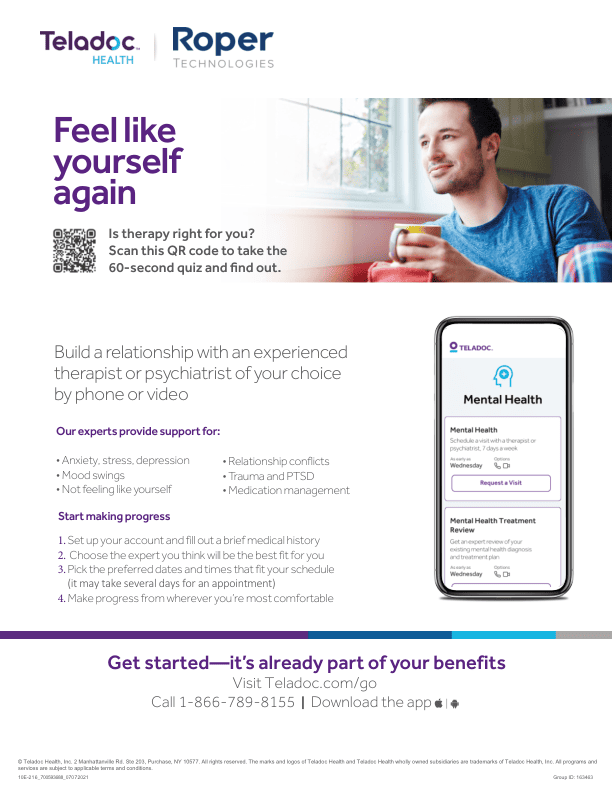 Teladoc™
HEALTH
Roper
TECHNOLOGIES
Feel like
yourself
again
Is therapy right for you?
Scan this QR code to take the
60-second quiz and find out.
Build a relationship with an experienced
therapist or psychiatrist of your choice
by phone or video
Our experts provide support for:
• Anxiety, stress, depression
• Mood swings
• Not feeling like yourself
• Relationship conflicts
• Trauma and PTSD
• Medication management
Start making progress
1. Set up your account and fill out a brief medical history
2. Choose the expert you think will be the best fit for you
3. Pick the preferred dates and times that fit your schedule
(it may take several days for an appointment)
4. Make progress from wherever you're most comfortable
TELADOC.
Mental Health
Mental Health
Schedule a visit with a therapist or
psychiatrist, 7 days a week
As early as Options
Wednesday
Request a Visit
Mental Health Treatment
Review
Get an expert review of your
existing mental health diagnosis
and treatment plan
As early as Options
Wednesday
Get started—it's already part of your benefits
Visit Teladoc.com/go
Call 1-866-789-8155 | Download the app |
© Teladoc Health, Inc. 2 Manhattanville Rd. Ste 203, Purchase, NY 10577. All rights reserved. The marks and logos of Teladoc Health and Teladoc Health wholly owned subsidiaries are trademarks of Teladoc Health, Inc. All programs and
services are subject to applicable terms and conditions.
Group ID: 163463